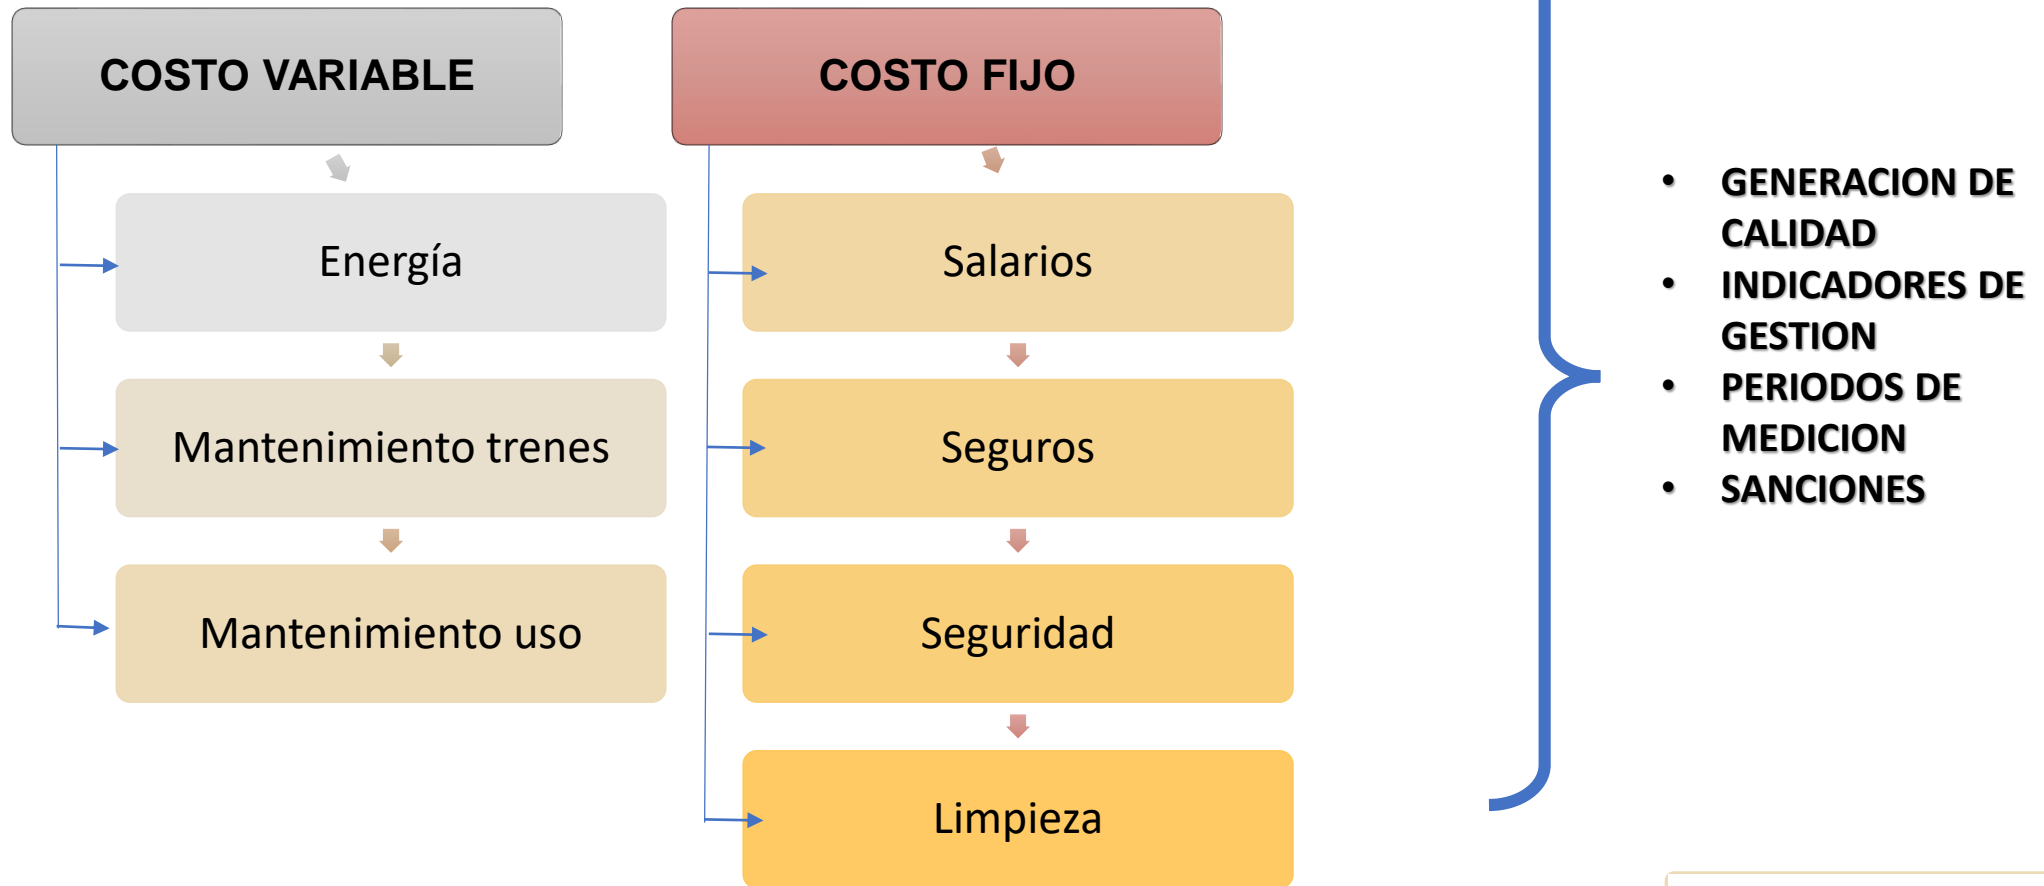 COSTO VARIABLE
Energía
Mantenimiento trenes
Mantenimiento uso
COSTO FIJO
Salarios
Seguros
Seguridad
Limpieza
• GENERACION DE
CALIDAD
• INDICADORES DE
GESTION
• PERIODOS DE
MEDICION
• SANCIONES